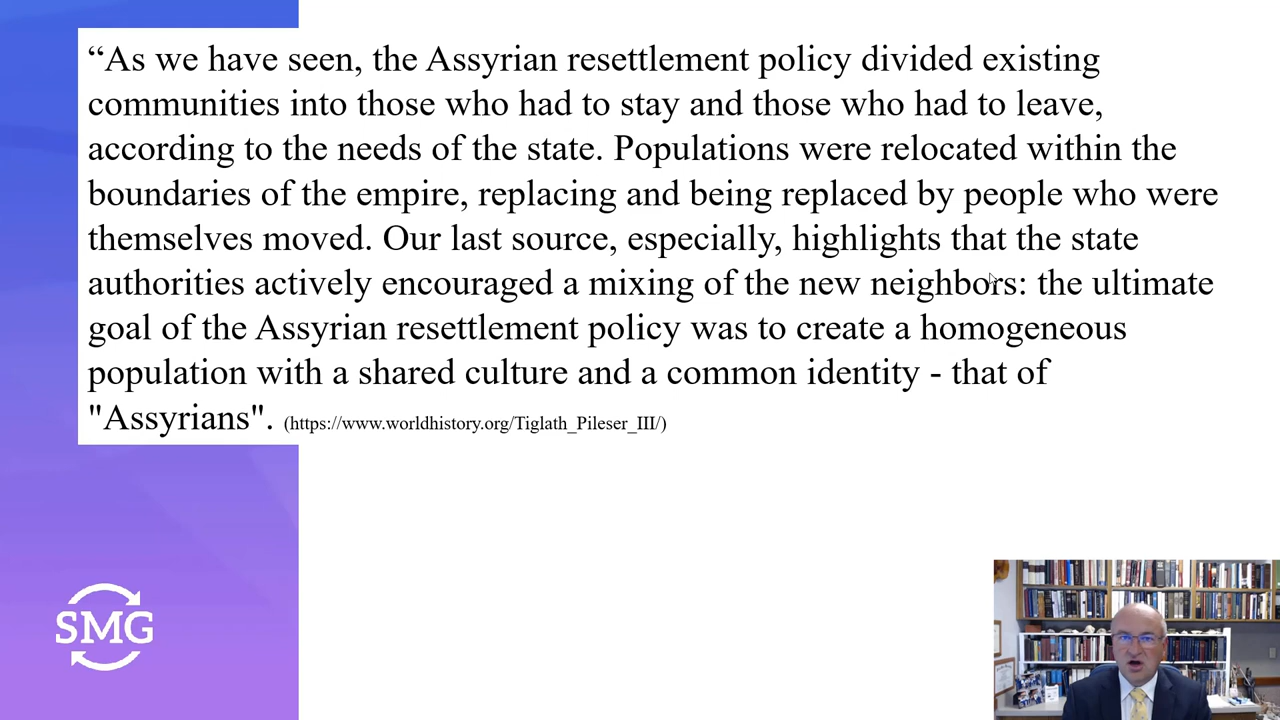 “As we have seen, the Assyrian resettlement policy divided existing
communities into those who had to stay and those who had to leave,
according to the needs of the state. Populations were relocated within the
boundaries of the empire, replacing and being replaced by people who were
themselves moved. Our last source, especially, highlights that the state
authorities actively encouraged a mixing of the new neighbors: the ultimate
goal of the Assyrian resettlement policy was to create a homogeneous
population with a shared culture and a common identity - that of
"Assyrians". (https://www.worldhistory.org/Tiglath_Pileser_III/)
SMG